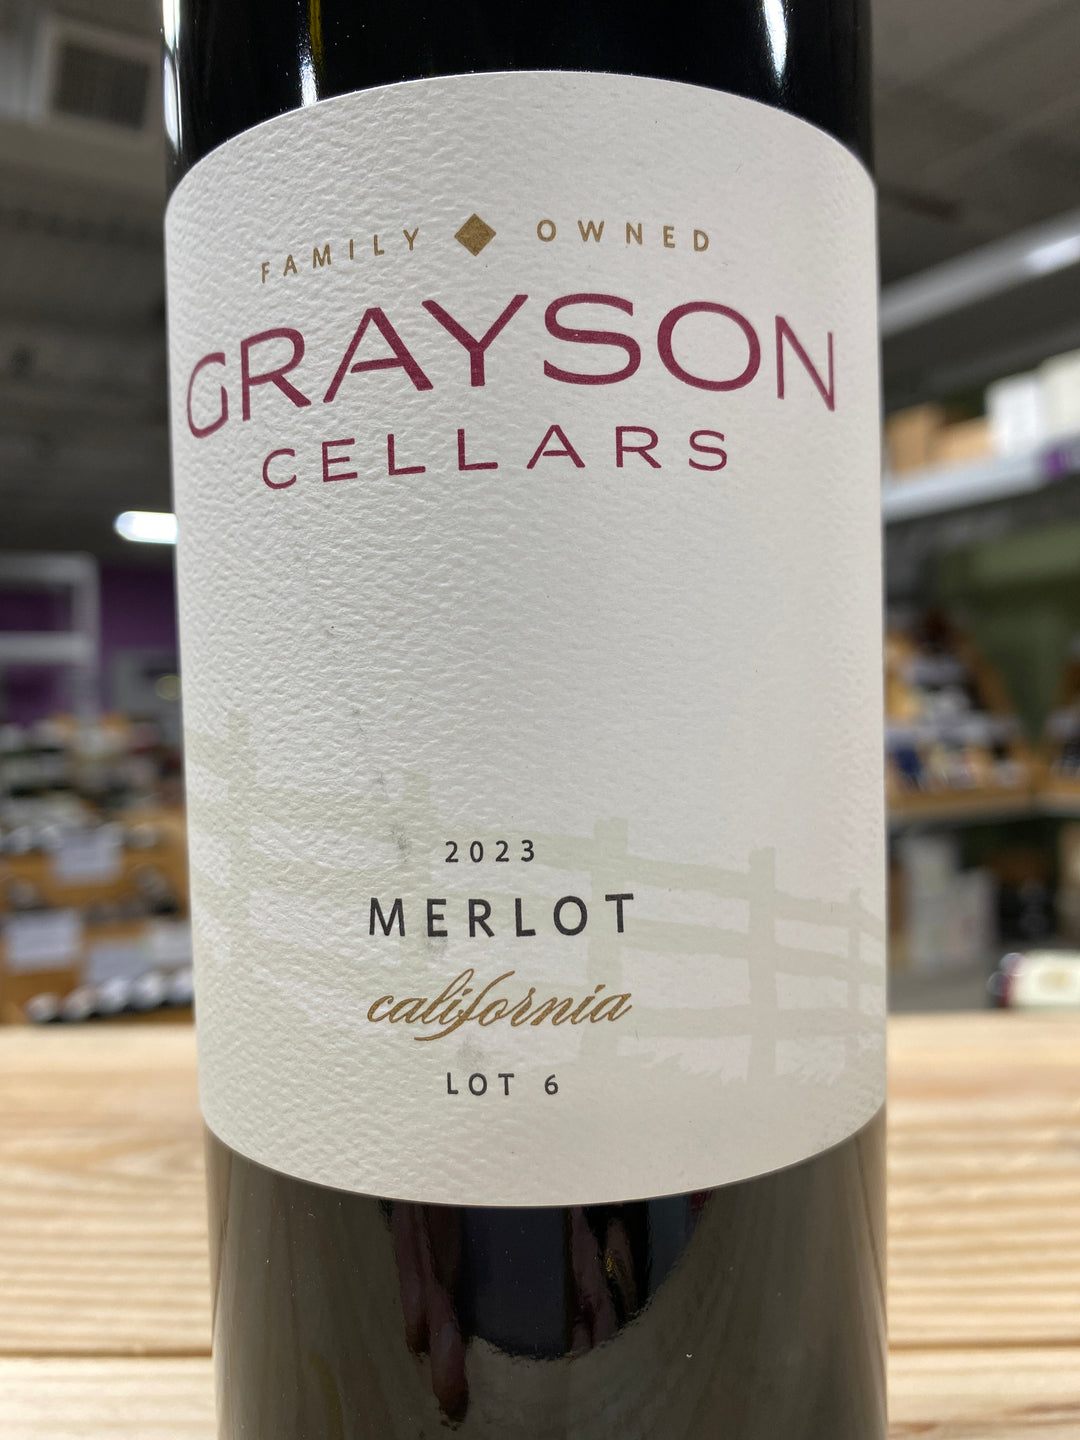 FAMILY OWNED
GRAYSON
CELLARS
2023
MERLOT
california
LOT 6